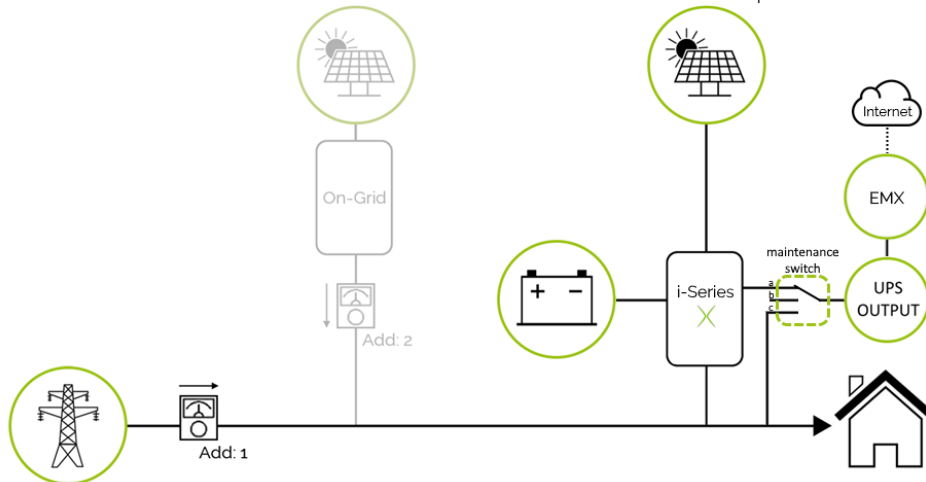 Internet
On-Grid
EMX
maintenance
switch
i-Series
X
a
b
c
UPS
OUTPUT
+ −
Add: 2
Add: 1